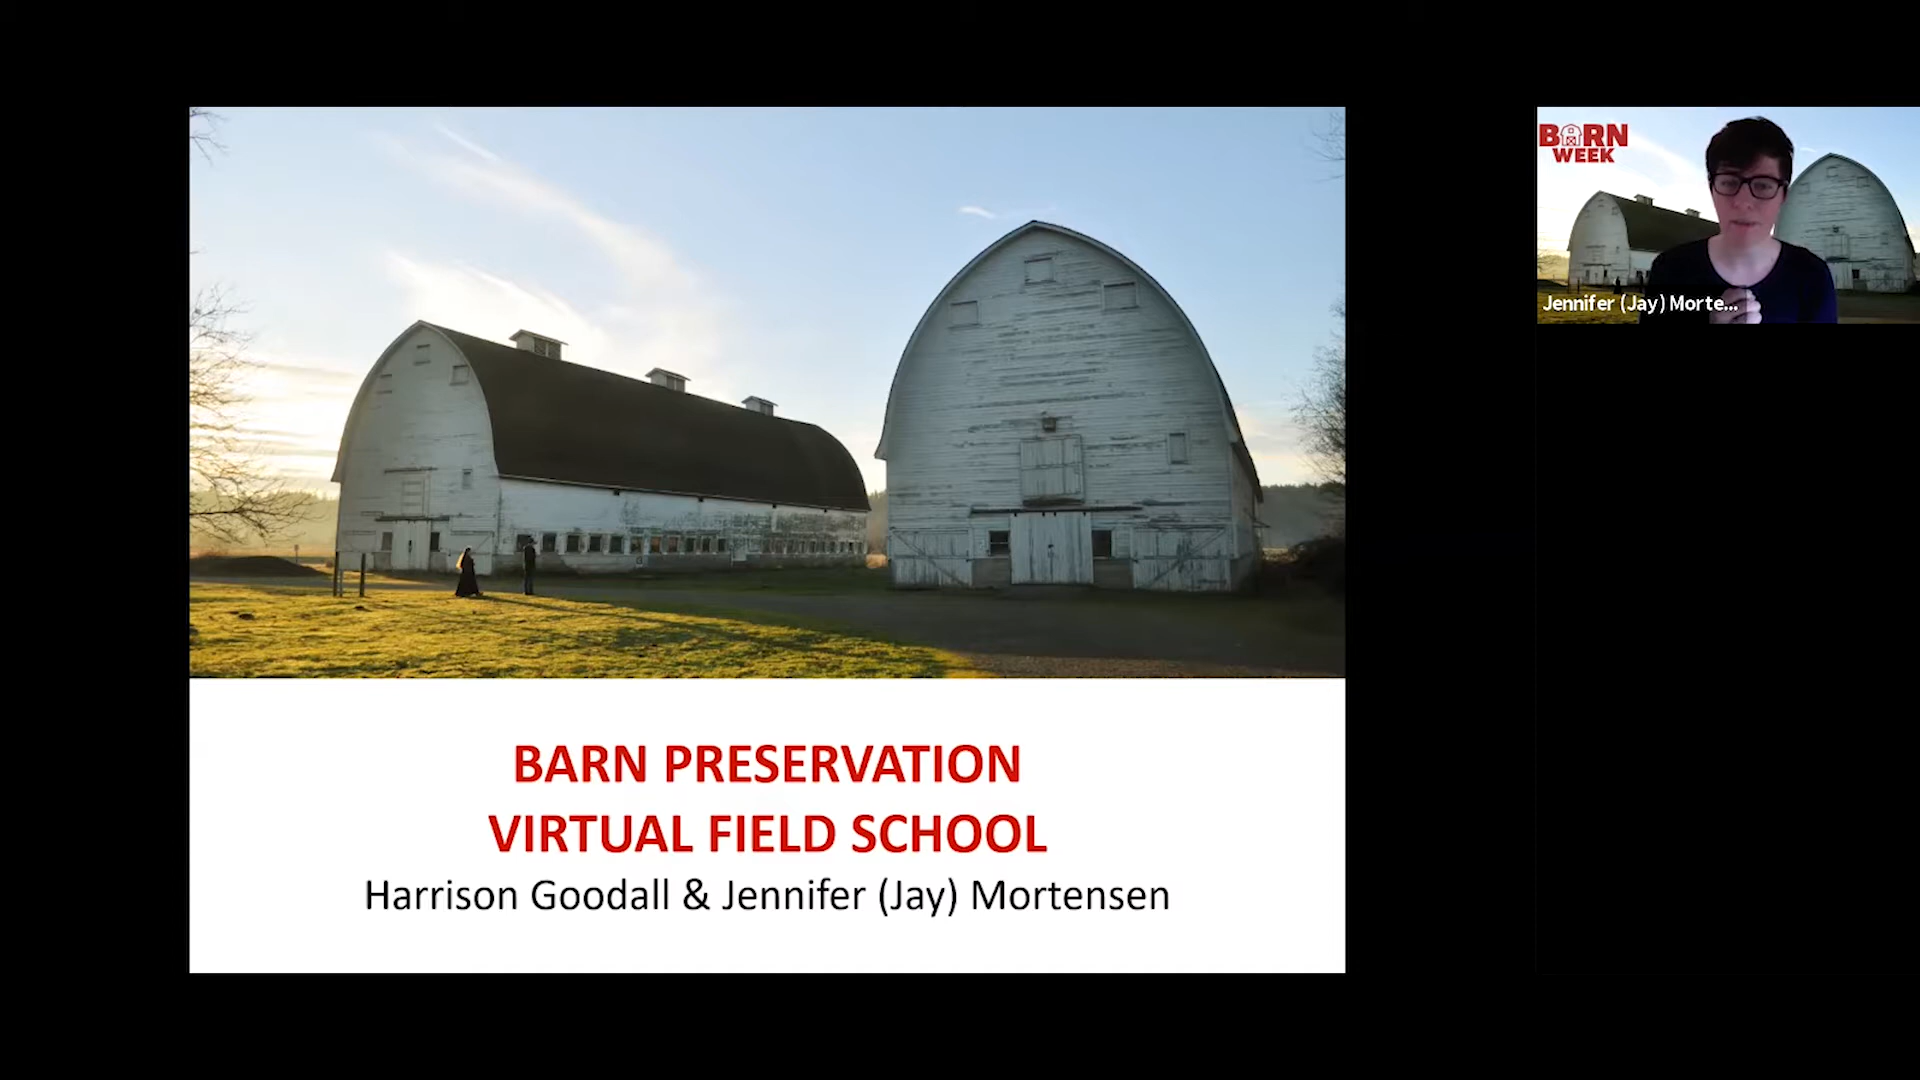 BARN PRESERVATION
VIRTUAL FIELD SCHOOL
Harrison Goodall & Jennifer (Jay) Mortensen
BARN
WEEK
Jennifer (Jay) Morte...